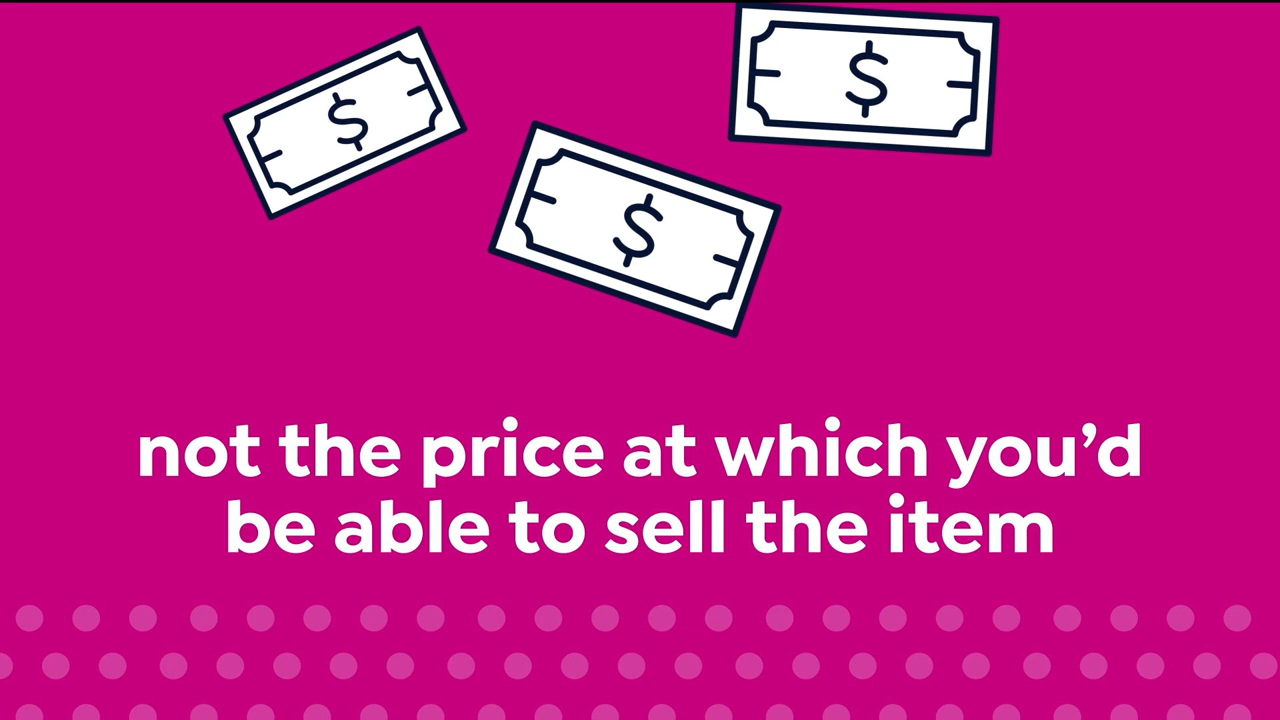 $
$
$
not the price at which you’d
be able to sell the item